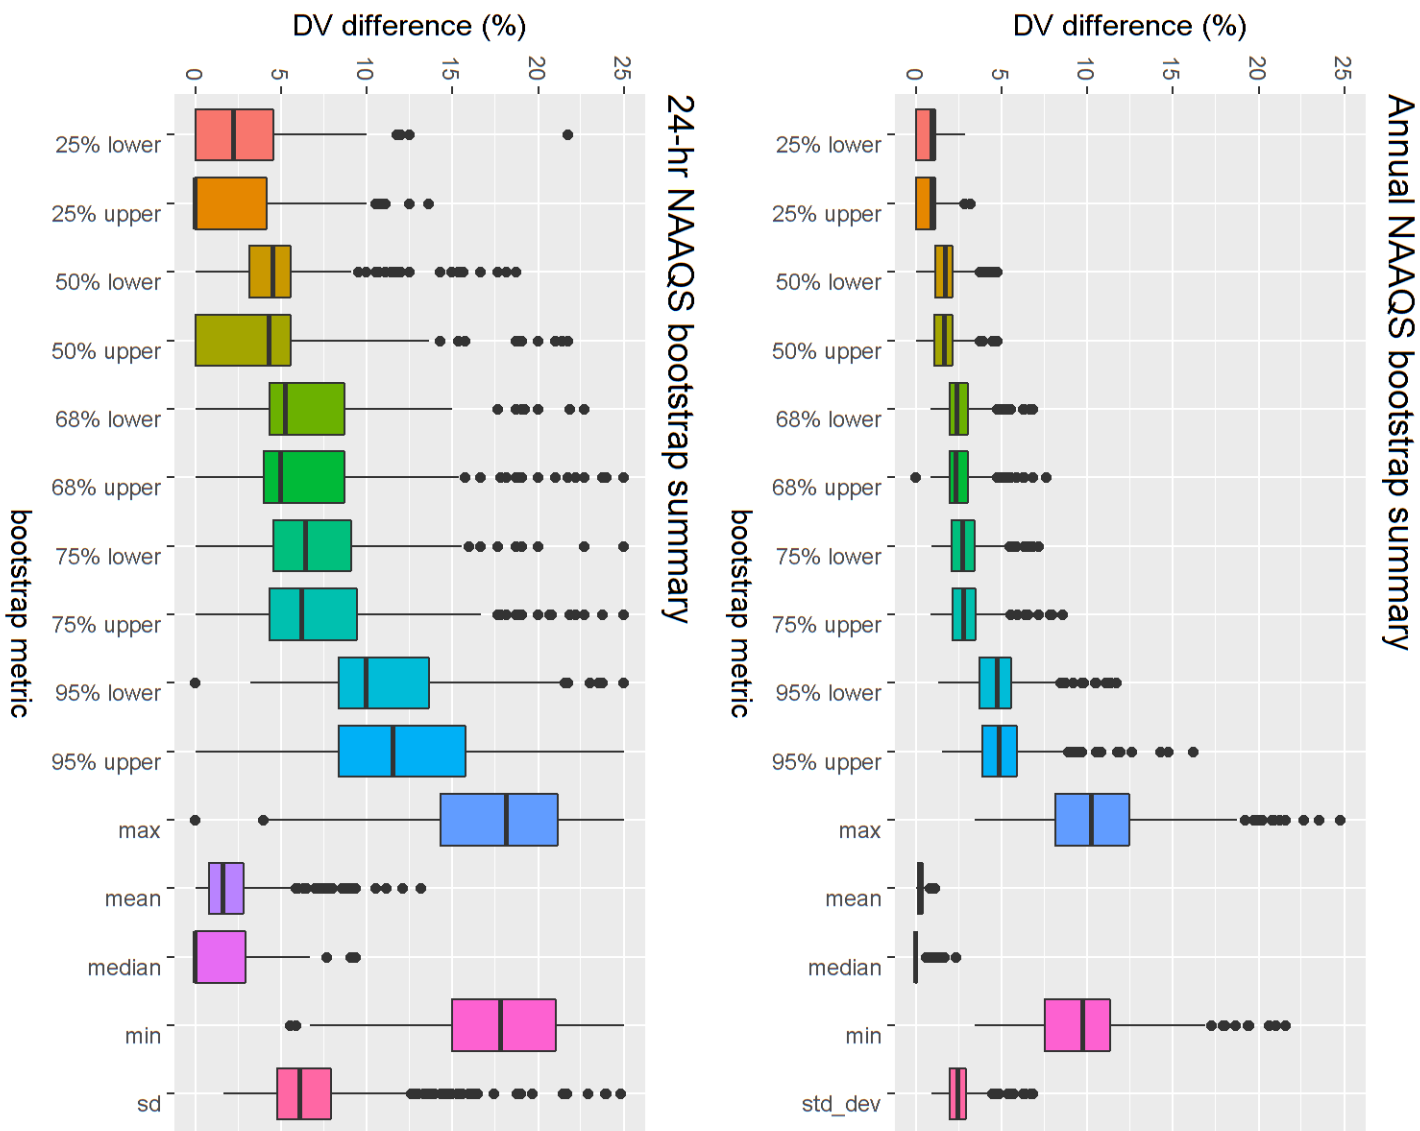 Annual NAAQS bootstrap summary
DV difference (%)
0 5 10 15 20 25
25% lower
25% upper
50% lower
50% upper
68% lower
68% upper
75% lower
75% upper
95% lower
95% upper
max
mean
median
min
std_dev
bootstrap metric
24-hr NAAQS bootstrap summary
DV difference (%)
0 5 10 15 20 25
25% lower
25% upper
50% lower
50% upper
68% lower
68% upper
75% lower
75% upper
95% lower
95% upper
max
mean
median
min
sd
bootstrap metric